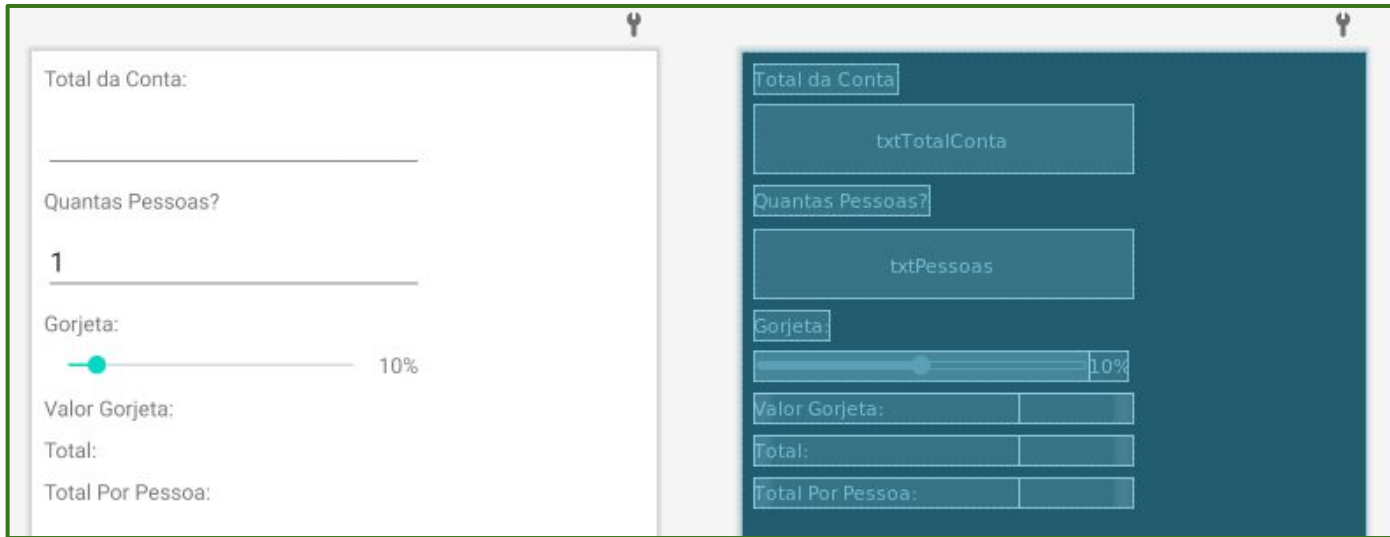 Total da Conta:
Quantas Pessoas?
1
Gorjeta:
10%
Valor Gorjeta:
Total:
Total Por Pessoa:
Total da Conta
txtTotalConta
Quantas Pessoas?
txtPessoas
Gorjeta:
10%
Valor Gorjeta:
Total:
Total Por Pessoa: